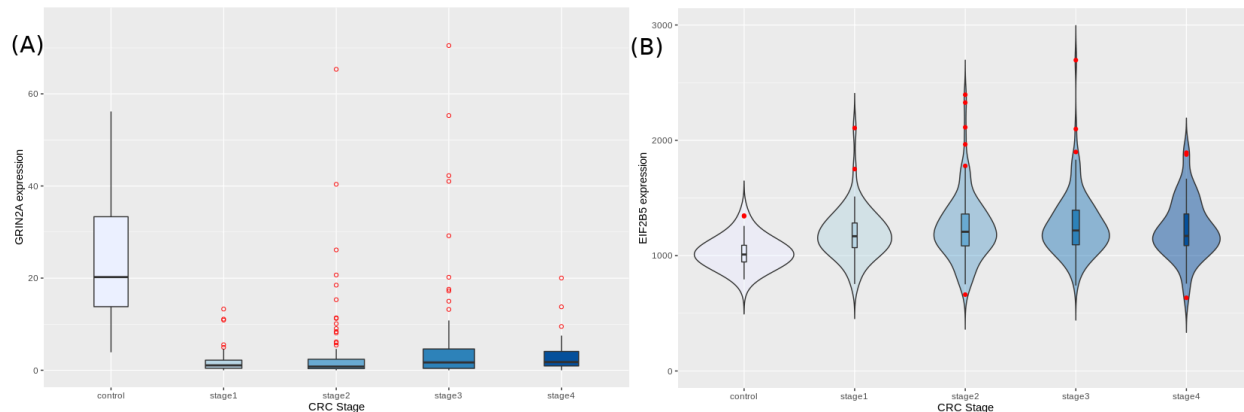 (A)
GRIN2A expression
60
40
20
0
control stage1 stage2 stage3 stage4
CRC Stage
(B)
EIF2B5 expression
3000
2000
1000
0
control stage1 stage2 stage3 stage4
CRC Stage